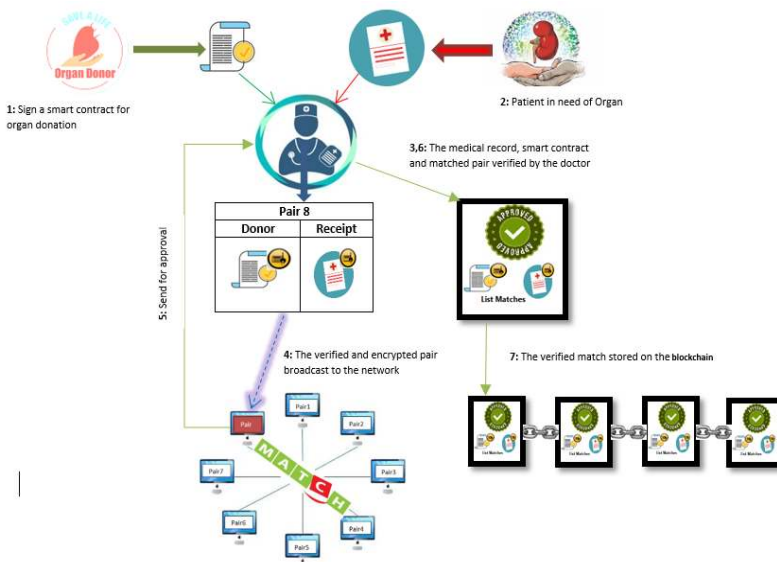 GIVE A LIFE
Organ Donor
1: Sign a smart contract for
organ donation
2: Patient in need of Organ
3,6: The medical record, smart contract
and matched pair verified by the doctor
Pair 8
Donor
Receipt
APPROVED
APPROVED
List Matches
5: Send for approval
4: The verified and encrypted pair
broadcast to the network
7: The verified match stored on the blockchain
Pair
Pair1
Pair2
Pair3
Pair4
Pair5
Pair6
Pair7
MATCH
List Matches
List Matches
List Matches
List Matches